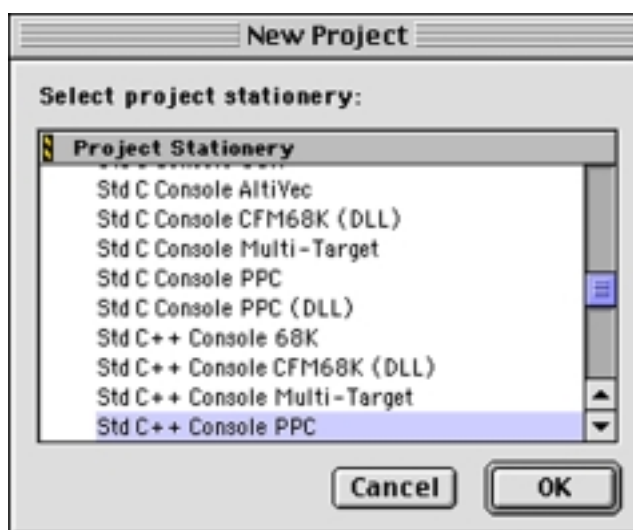 New Project
Select project stationery:
Project Stationery
Std C Console AltiVec
Std C Console CFM68K (DLL)
Std C Console Multi-Target
Std C Console PPC
Std C Console PPC (DLL)
Std C++ Console 68K
Std C++ Console CFM68K (DLL)
Std C++ Console Multi-Target
Std C++ Console PPC
Cancel
OK